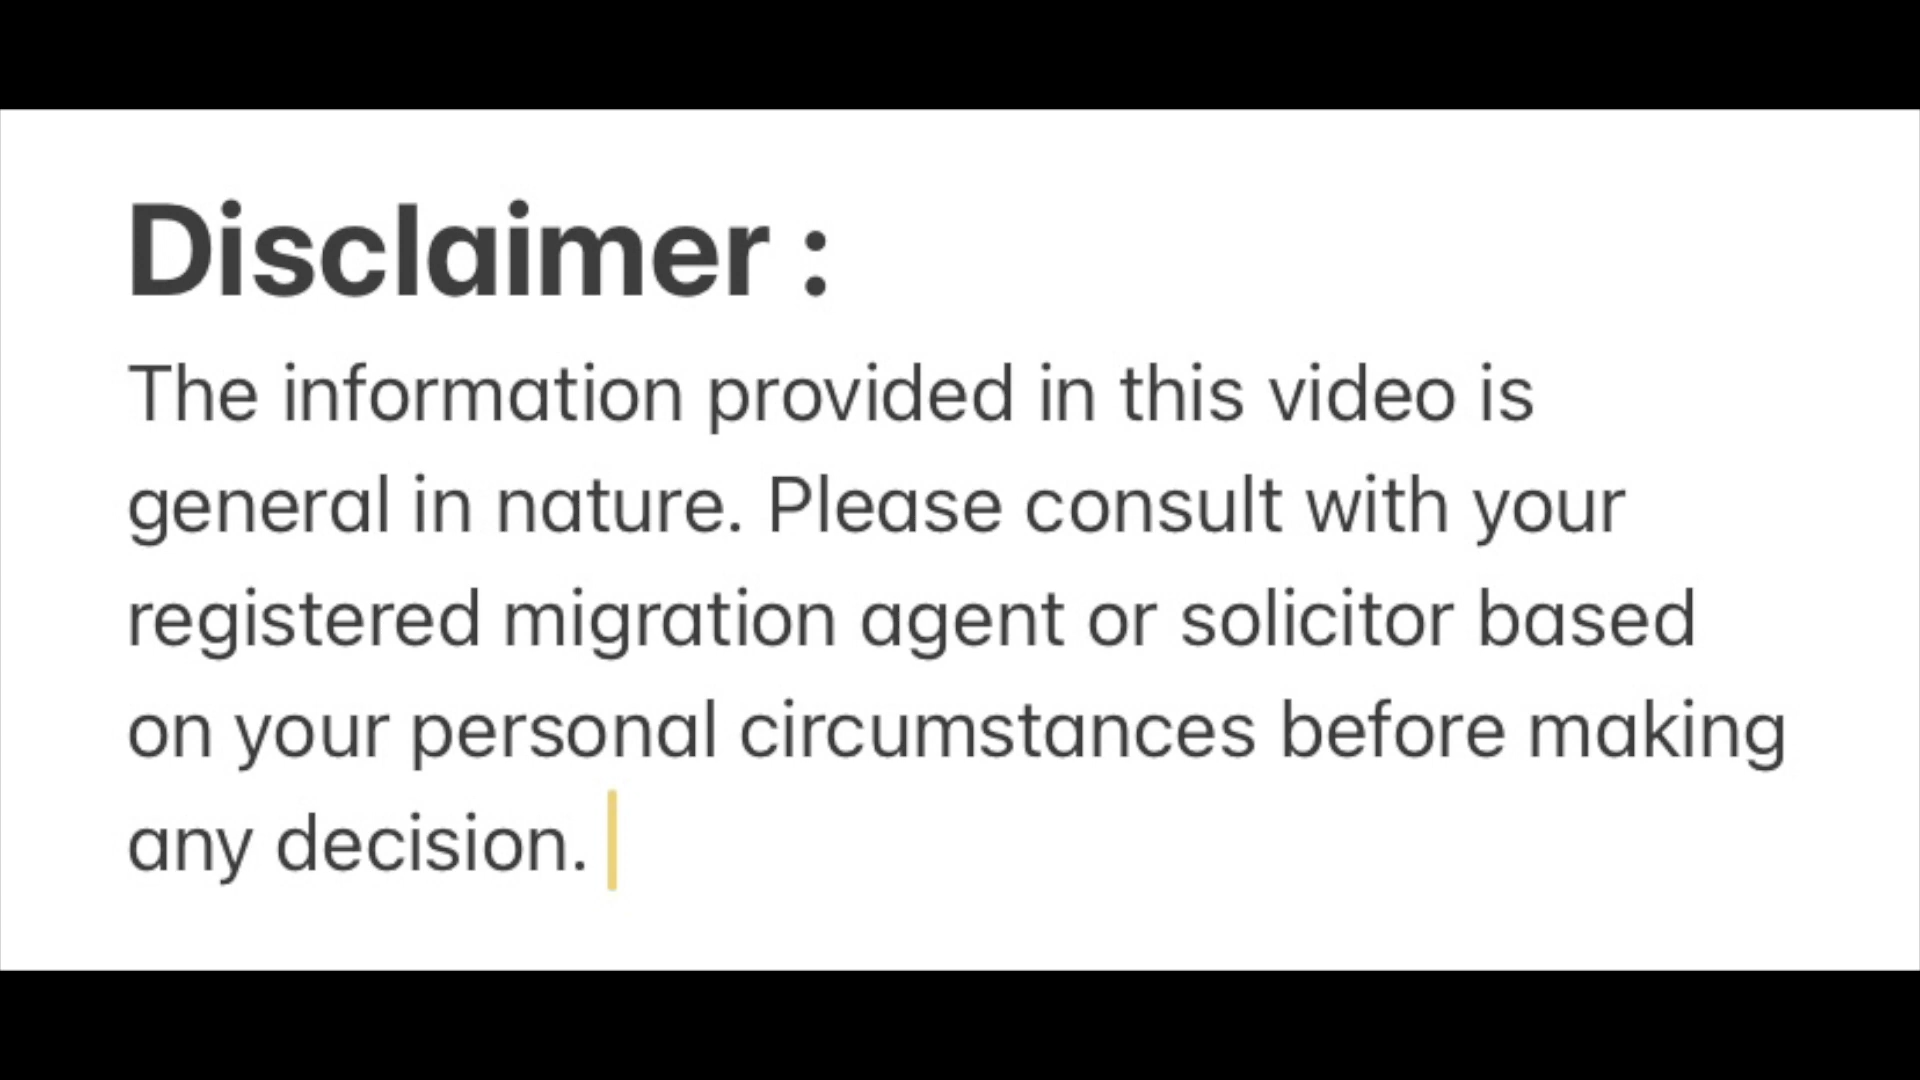 Disclaimer :
The information provided in this video is
general in nature. Please consult with your
registered migration agent or solicitor based
on your personal circumstances before making
any decision.